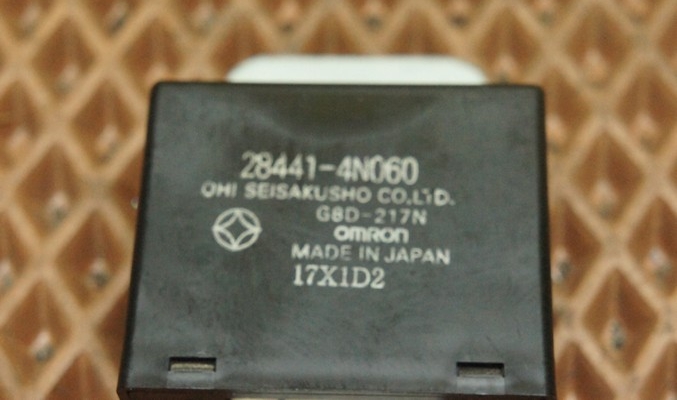 28441-4N060
OHI SEISAKUSHO CO.LTD.
G8D-217N
OMRON
MADE IN JAPAN
17X1D2